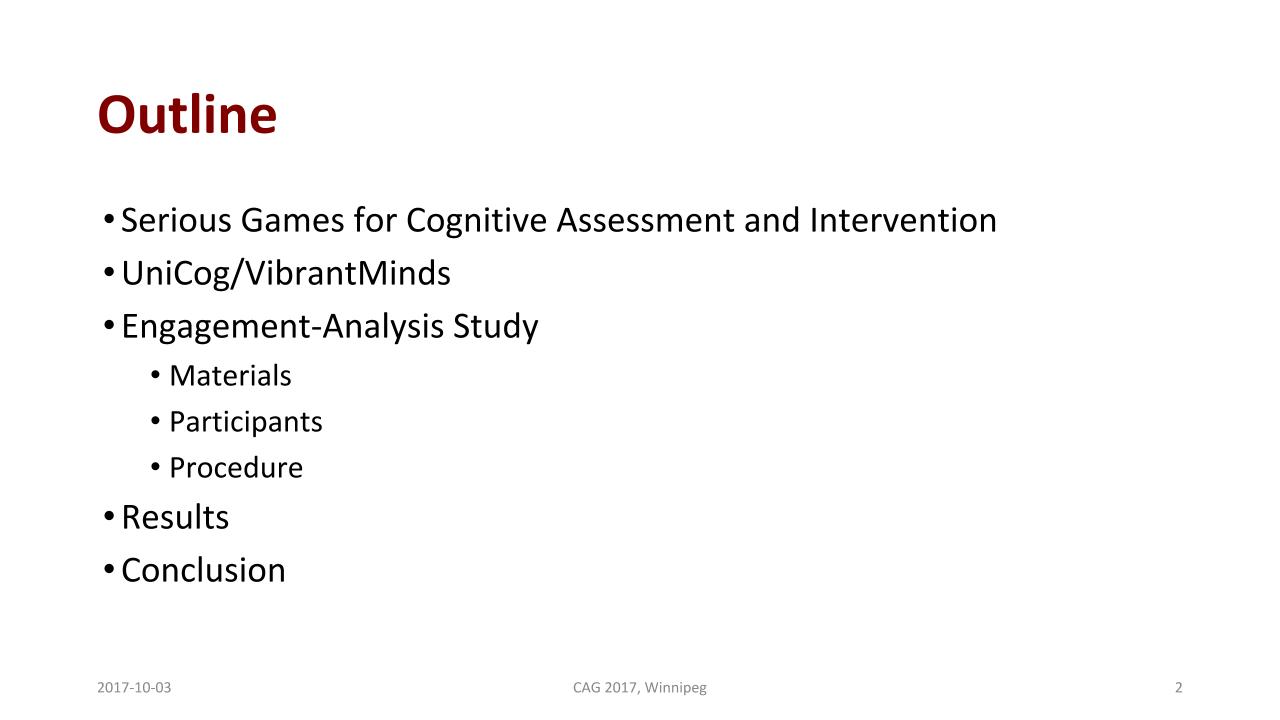 Outline
• Serious Games for Cognitive Assessment and Intervention
• UniCog/VibrantMinds
• Engagement-Analysis Study
• Materials
• Participants
• Procedure
• Results
• Conclusion
2017-10-03
CAG 2017, Winnipeg
2